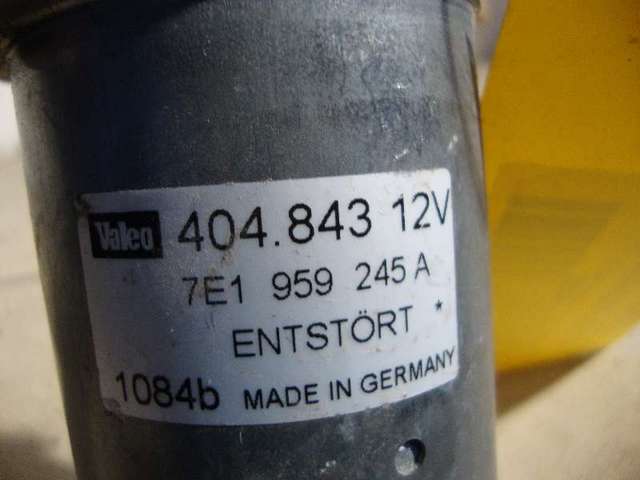 Valeo 404.843 12V
7E1 959 245 A
ENTSTÖRT *
1084b MADE IN GERMANY